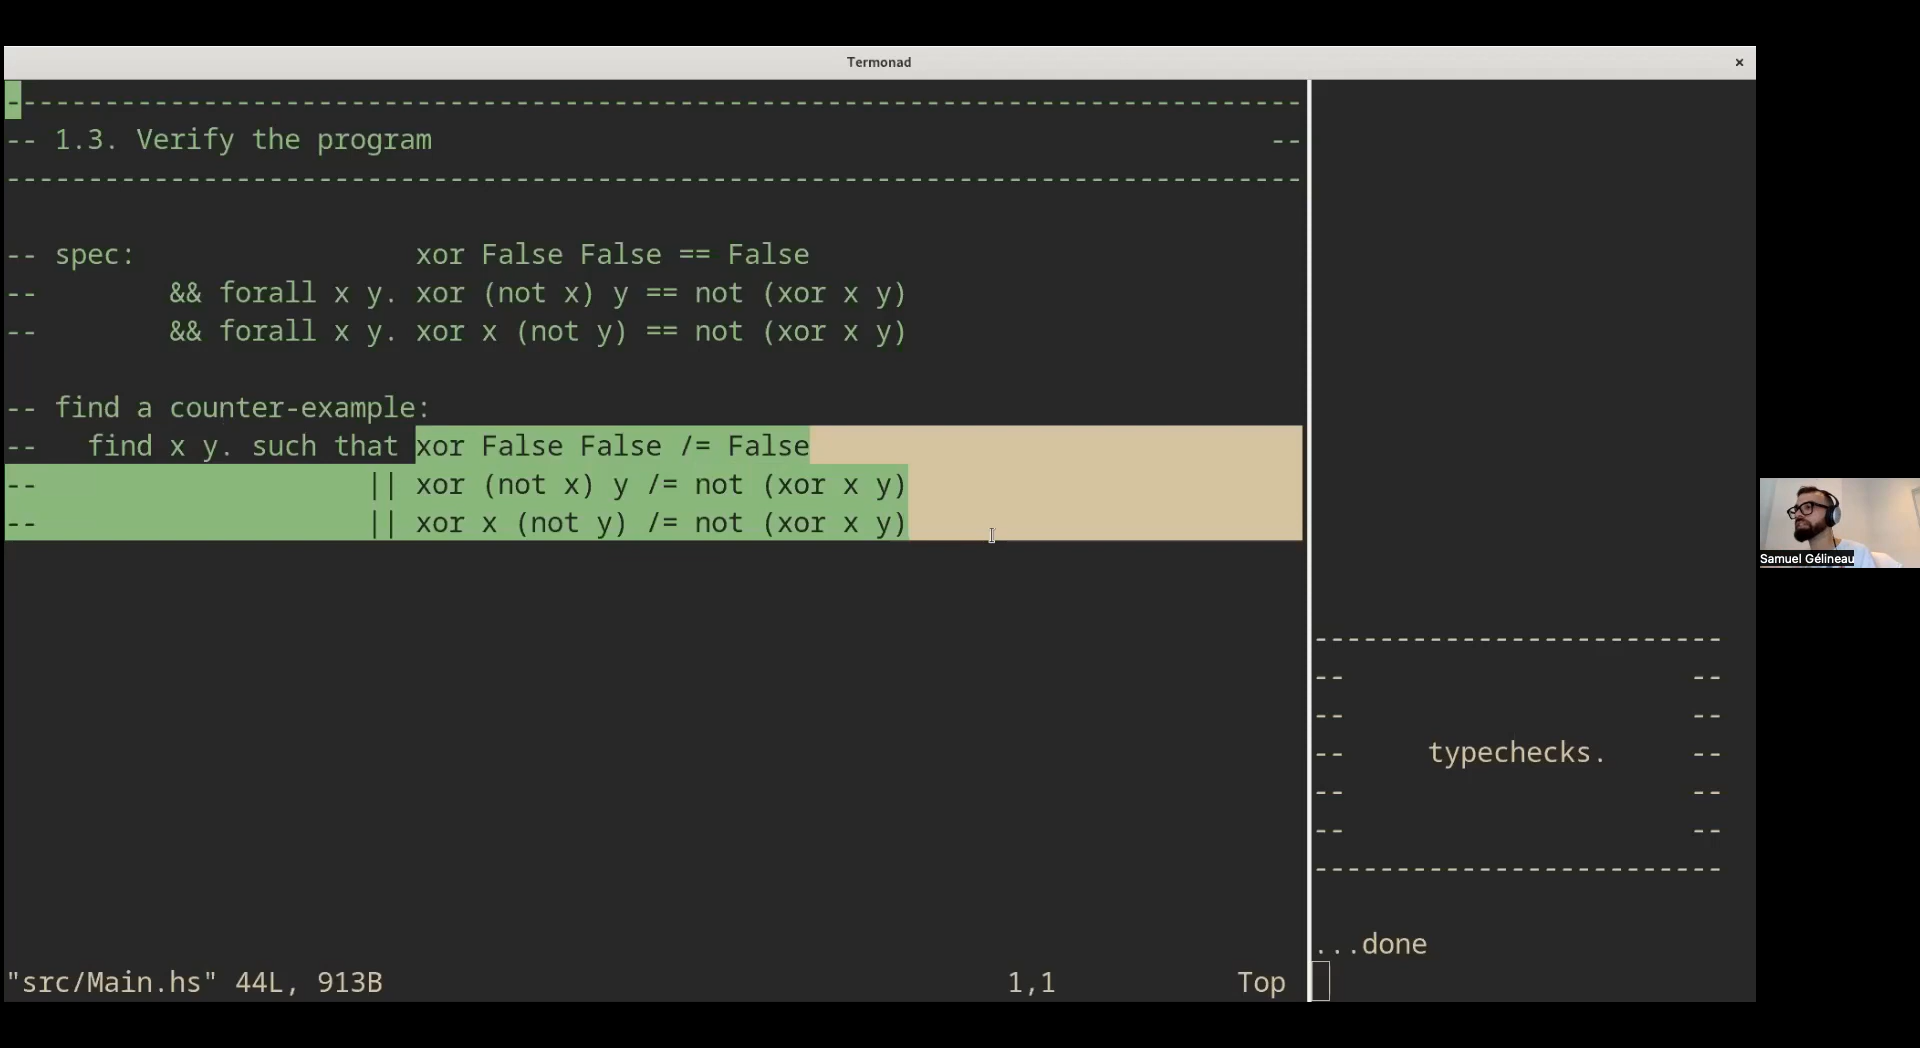 Termonad ×
--------------------------------------------------------------------------------
-- 1.3. Verify the program --
--------------------------------------------------------------------------------
-- spec: xor False False == False
-- && forall x y. xor (not x) y == not (xor x y)
-- && forall x y. xor x (not y) == not (xor x y)
-- find a counter-example:
-- find x y. such that xor False False /= False
-- || xor (not x) y /= not (xor x y)
-- || xor x (not y) /= not (xor x y)
"src/Main.hs" 44L, 913B 1,1 Top
-------------------------
-- --
-- --
-- typechecks. --
-- --
-- --
-------------------------
...done
Samuel Gélineau